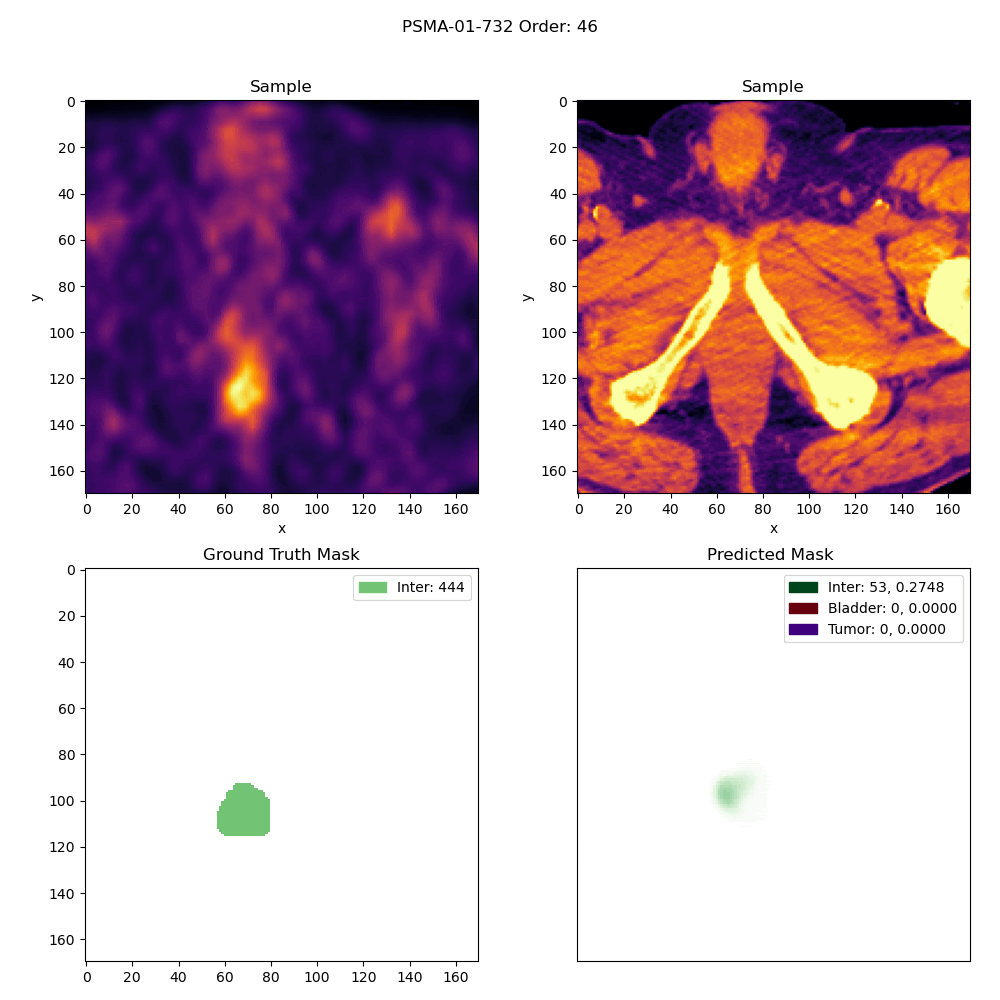 PSMA-01-732 Order: 46
Sample
Sample
0
20
40
60
80
100
120
140
160
y
0 20 40 60 80 100 120 140 160
x
0
20
40
60
80
100
120
140
160
y
0 20 40 60 80 100 120 140 160
x
Ground Truth Mask
Predicted Mask
Inter: 444
Inter: 53, 0.2748
Bladder: 0, 0.0000
Tumor: 0, 0.0000
0
20
40
60
80
100
120
140
160
0 20 40 60 80 100 120 140 160